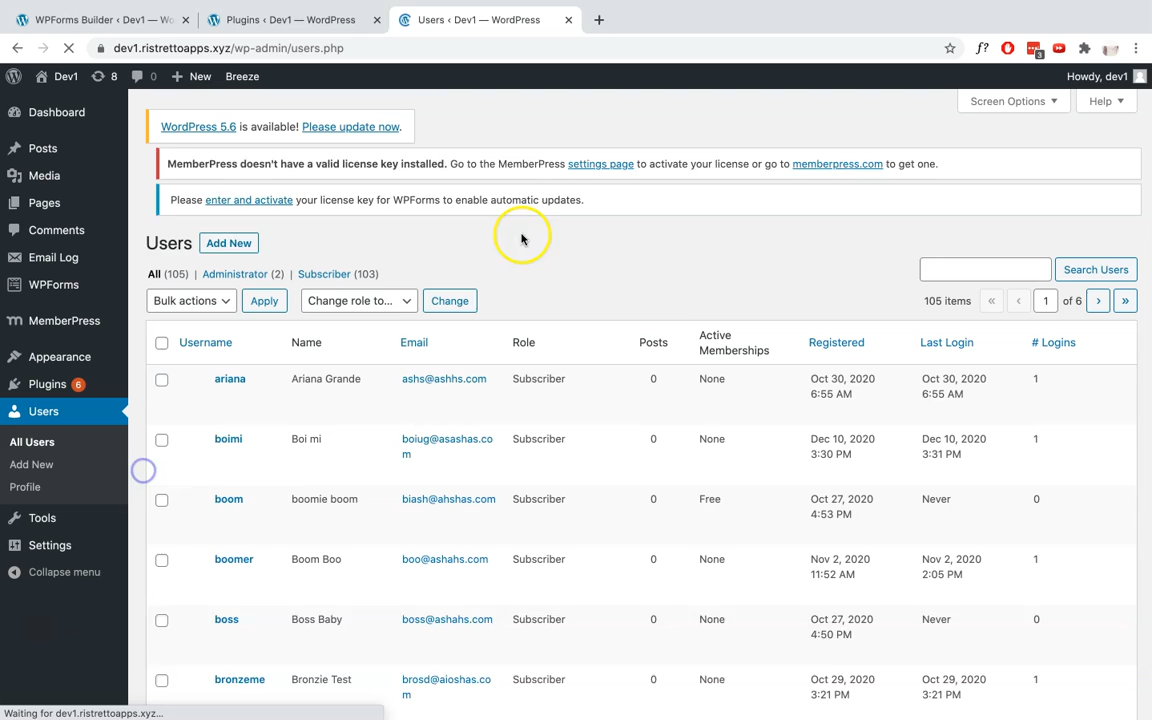 WPForms Builder ‹ Dev1 — Wo
Plugins ‹ Dev1 — WordPress
Users ‹ Dev1 — WordPress
dev1.ristrettoapps.xyz/wp-admin/users.php
f?
3
Dev1
8
0
New
Breeze
Howdy, dev1
Screen Options
Help
Dashboard
Posts
Media
Pages
Comments
Email Log
WPForms
MemberPress
Appearance
Plugins 6
Users
All Users
Add New
Profile
Tools
Settings
Collapse menu
WordPress 5.6 is available! Please update now.
MemberPress doesn't have a valid license key installed. Go to the MemberPress settings page to activate your license or go to memberpress.com to get one.
Please enter and activate your license key for WPForms to enable automatic updates.
Users Add New
All (105) | Administrator (2) | Subscriber (103)
Search Users
Bulk actions Apply Change role to... Change
105 items « ‹ 1 of 6 › »
Username Name Email Role Posts Active Memberships Registered Last Login # Logins
ariana Ariana Grande ashs@ashhs.com Subscriber 0 None Oct 30, 2020 6:55 AM Oct 30, 2020 6:55 AM 1
boimi Boi mi boiug@asashas.com Subscriber 0 None Dec 10, 2020 3:30 PM Dec 10, 2020 3:31 PM 1
boom boomie boom biash@ahshas.com Subscriber 0 Free Oct 27, 2020 4:53 PM Never 0
boomer Boom Boo boo@ashahs.com Subscriber 0 None Nov 2, 2020 11:52 AM Nov 2, 2020 2:05 PM 1
boss Boss Baby boss@ashahs.com Subscriber 0 None Oct 27, 2020 4:50 PM Never 0
bronzeme Bronzie Test brosd@aioshas.com Subscriber 0 None Oct 29, 2020 3:21 PM Oct 29, 2020 3:21 PM 1
Waiting for dev1.ristrettoapps.xyz...